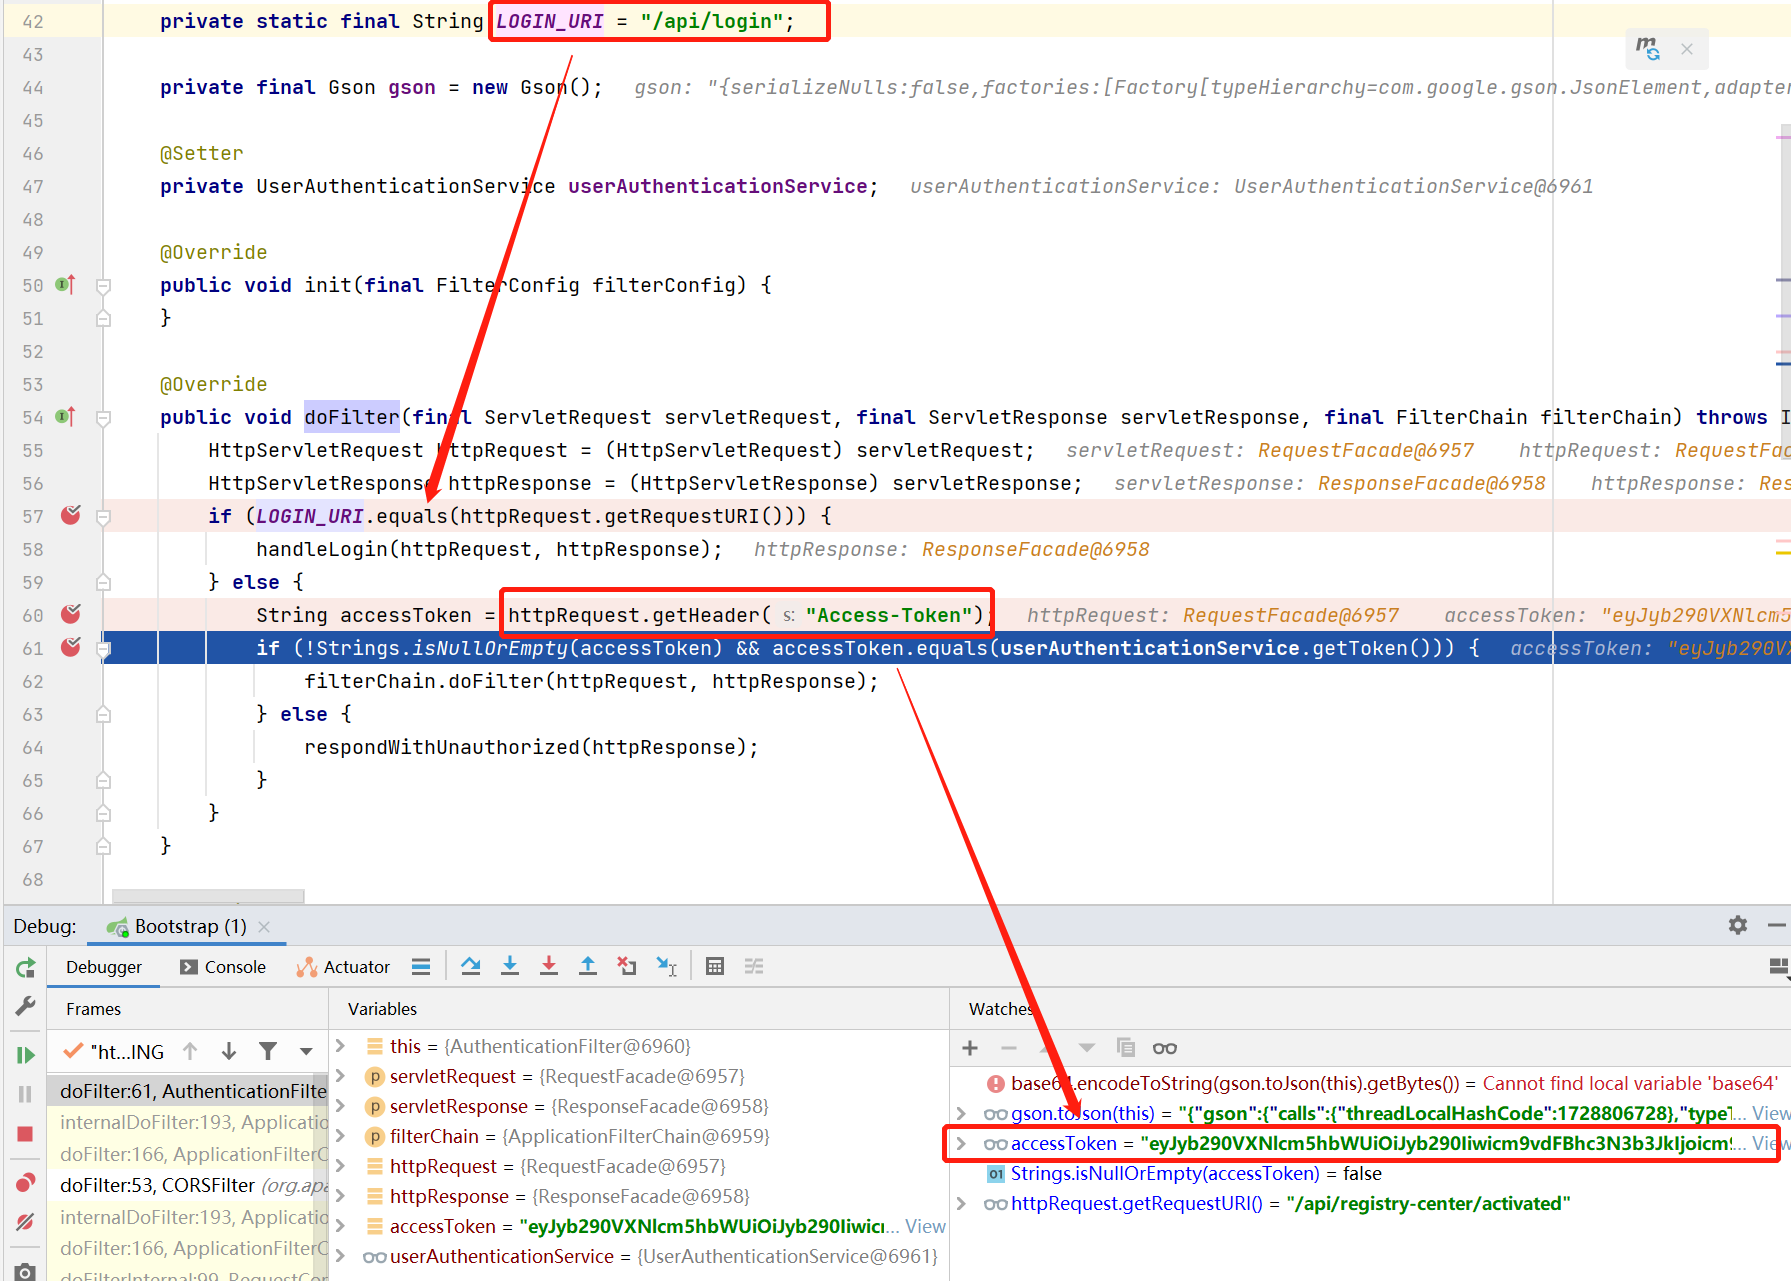 42 private static final String LOGIN_URI = "/api/login";
43
44 private final Gson gson = new Gson(); gson: "{serializeNulls:false,factories:[Factory[typeHierarchy=com.google.gson.JsonElement,adapter
45
46 @Setter
47 private UserAuthenticationService userAuthenticationService; userAuthenticationService: UserAuthenticationService@6961
48
49 @Override
50 public void init(final FilterConfig filterConfig) {
51 }
52
53 @Override
54 public void doFilter(final ServletRequest servletRequest, final ServletResponse servletResponse, final FilterChain filterChain) throws I
55 HttpServletRequest httpRequest = (HttpServletRequest) servletRequest; servletRequest: RequestFacade@6957 httpRequest: RequestFac
56 HttpServletResponse httpResponse = (HttpServletResponse) servletResponse; servletResponse: ResponseFacade@6958 httpResponse: Res
57 if (LOGIN_URI.equals(httpRequest.getRequestURI())) {
58 handleLogin(httpRequest, httpResponse); httpResponse: ResponseFacade@6958
59 } else {
60 String accessToken = httpRequest.getHeader( s: "Access-Token"); httpRequest: RequestFacade@6957 accessToken: "eyJyb290VXNlcm5
61 if (!Strings.isNullOrEmpty(accessToken) && accessToken.equals(userAuthenticationService.getToken())) { accessToken: "eyJyb290VX
62 filterChain.doFilter(httpRequest, httpResponse);
63 } else {
64 respondWithUnauthorized(httpResponse);
65 }
66 }
67 }
68
Debug: Bootstrap (1)
Debugger Console Actuator
Frames Variables Watches
"ht...ING
doFilter:61, AuthenticationFilte
internalDoFilter:193, Applicatio
doFilter:166, ApplicationFilterC
doFilter:53, CORSFilter (org.apa
internalDoFilter:193, Applicatio
doFilter:166, ApplicationFilterC
doFilterInternal:99, RequestCon
this = {AuthenticationFilter@6960}
servletRequest = {RequestFacade@6957}
servletResponse = {ResponseFacade@6958}
filterChain = {ApplicationFilterChain@6959}
httpRequest = {RequestFacade@6957}
httpResponse = {ResponseFacade@6958}
accessToken = "eyJyb290VXNlcm5hbWUiOiJyb290Iiwici... View
userAuthenticationService = {UserAuthenticationService@6961}
base64.encodeToString(gson.toJson(this).getBytes()) = Cannot find local variable 'base64'
gson.toJson(this) = "{"gson":{"calls":{"threadLocalHashCode":1728806728},"typeT... View
accessToken = "eyJyb290VXNlcm5hbWUiOiJyb290Iiwicm9vdFBhc3N3b3JkIjoicm9... View
Strings.isNullOrEmpty(accessToken) = false
httpRequest.getRequestURI() = "/api/registry-center/activated"